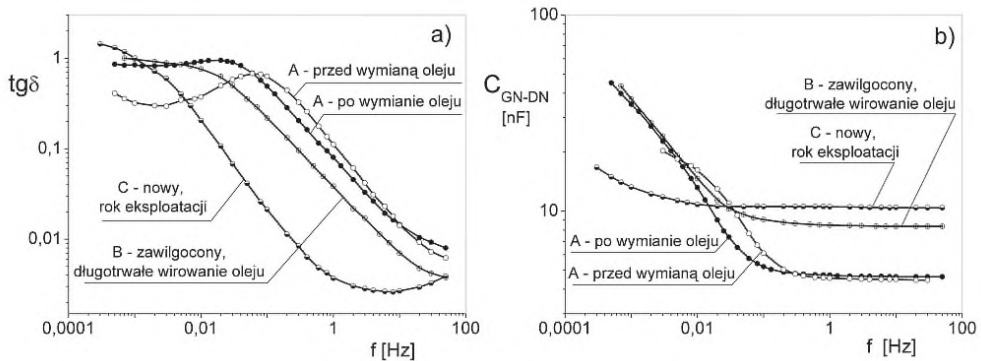 a)
tgδ
10
1
0,1
0,01
A - przed wymianą oleju
A - po wymianie oleju
C - nowy,
rok eksploatacji
B - zawilgocony,
długotrwałe wirowanie oleju
0,0001
0,01
1
100
f [Hz]
b)
C GN-DN
[nF]
100
10
B - zawilgocony,
długotrwałe wirowanie oleju
C - nowy,
rok eksploatacji
A - po wymianie oleju
A - przed wymianą oleju
0,0001
0,01
1
100
f [Hz]